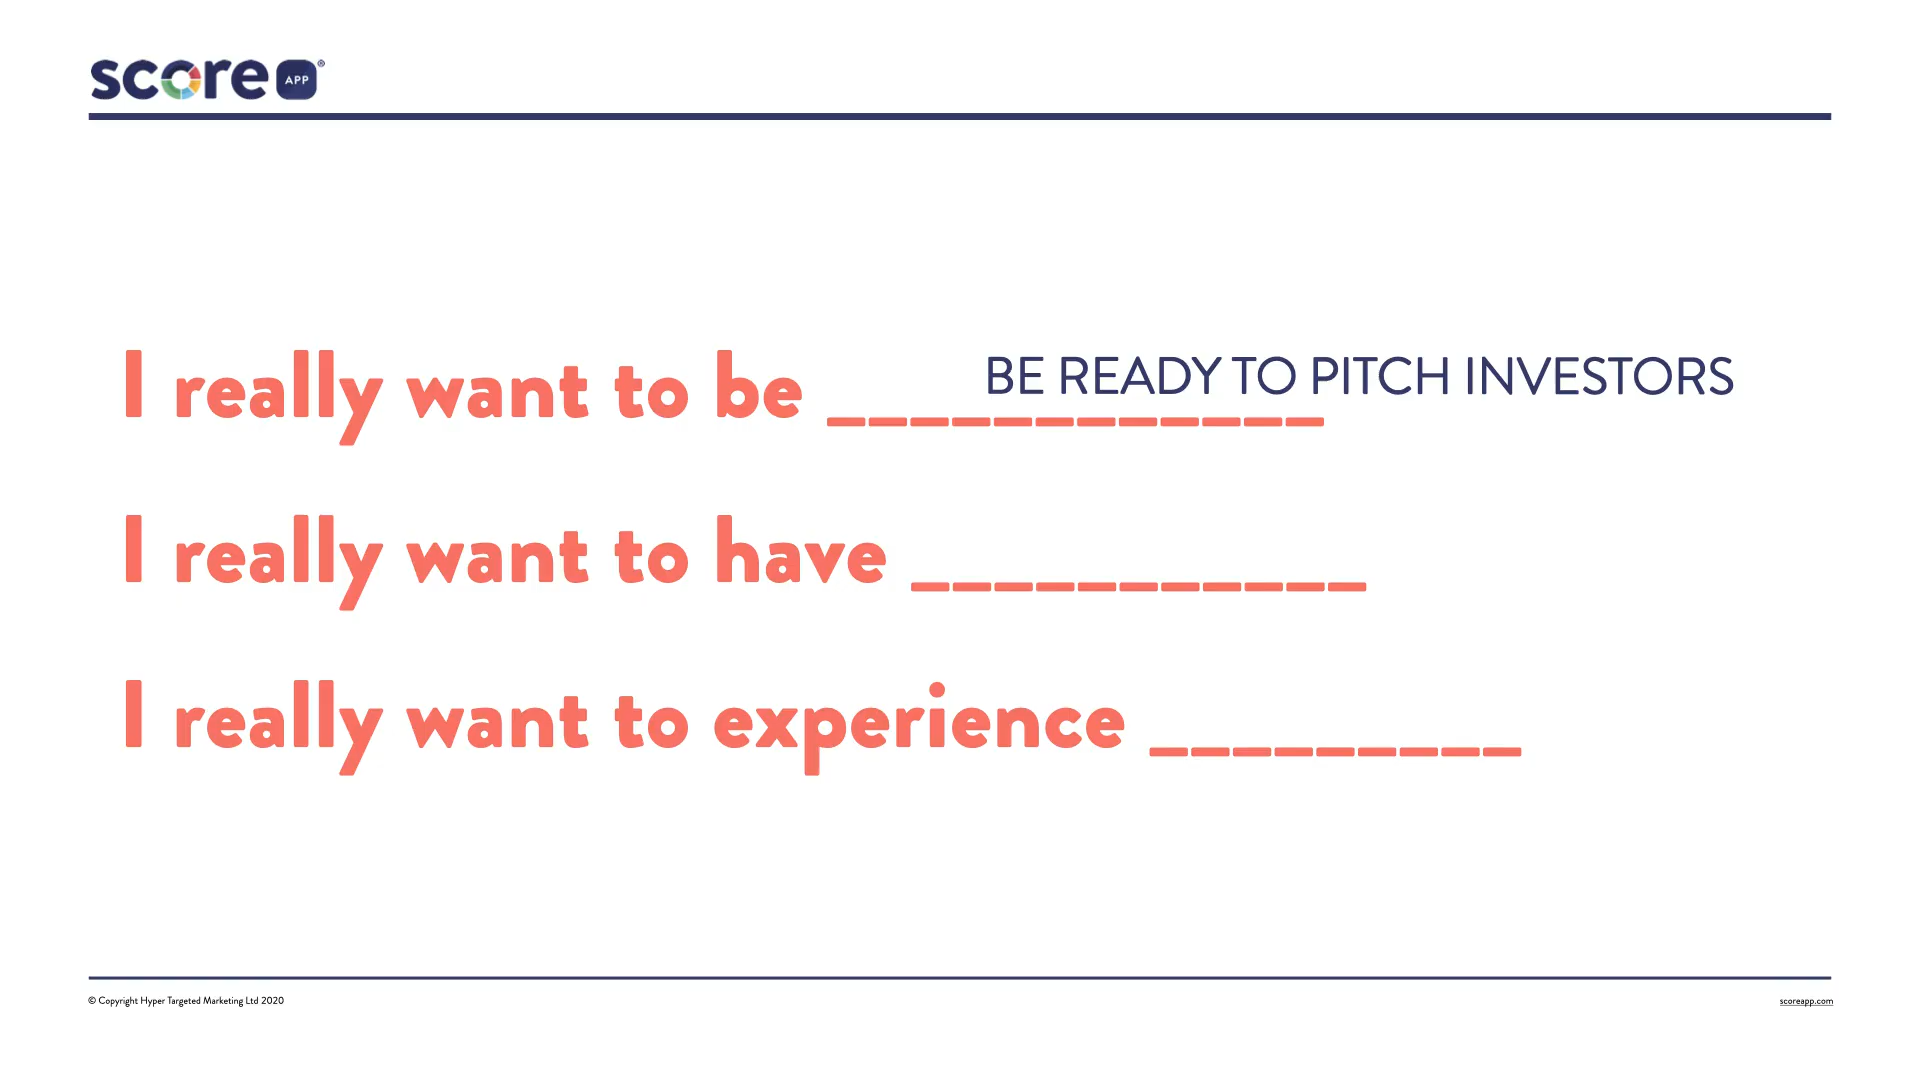 score APP®
I really want to be ____________ BE READY TO PITCH INVESTORS
I really want to have ___________
I really want to experience _________
© Copyright Hyper Targeted Marketing Ltd 2020
scoreapp.com